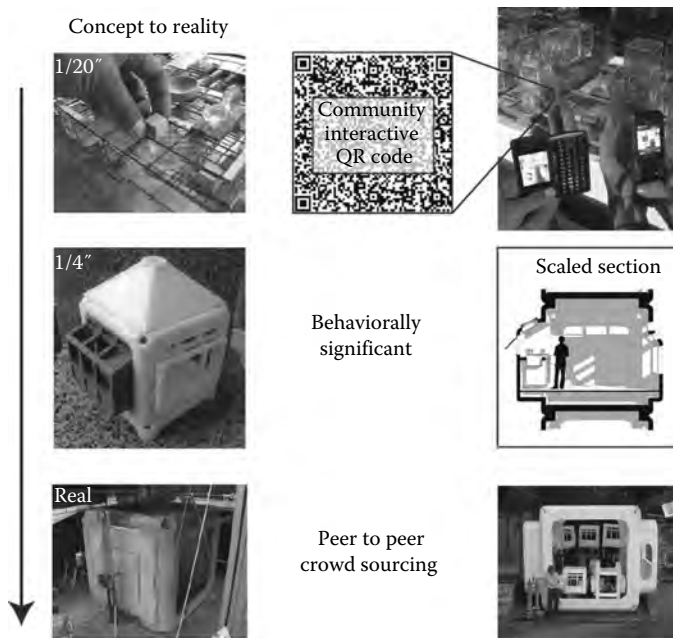 Concept to reality
1/20″
Community
interactive
QR code
1/4″
Behaviorally
significant
Scaled section
Real
Peer to peer
crowd sourcing